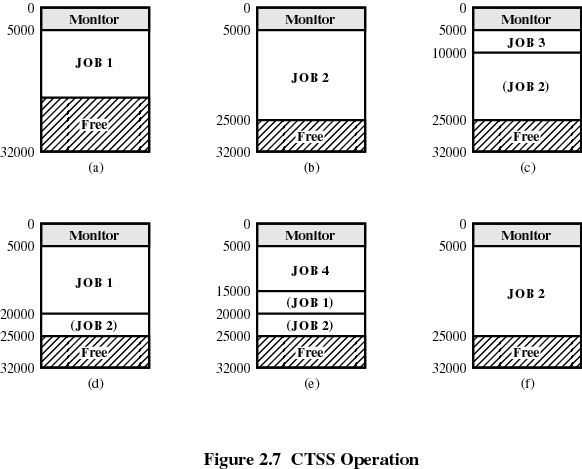 0
Monitor
5000
JOB 1
Free
32000
(a)
0
Monitor
5000
JOB 2
25000
Free
32000
(b)
0
Monitor
5000
JOB 3
10000
(JOB 2)
25000
Free
32000
(c)
0
Monitor
5000
JOB 1
20000
(JOB 2)
25000
Free
32000
(d)
0
Monitor
5000
JOB 4
15000
(JOB 1)
20000
(JOB 2)
25000
Free
32000
(e)
0
Monitor
5000
JOB 2
25000
Free
32000
(f)
Figure 2.7 CTSS Operation